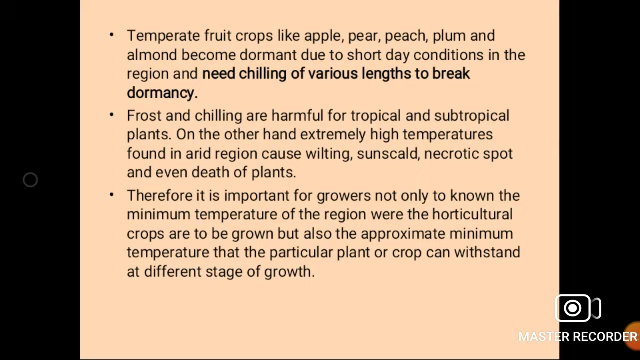 • Temperate fruit crops like apple, pear, peach, plum and
almond become dormant due to short day conditions in the
region and need chilling of various lengths to break
dormancy.
• Frost and chilling are harmful for tropical and subtropical
plants. On the other hand extremely high temperatures
found in arid region cause wilting, sunscald, necrotic spot
and even death of plants.
• Therefore it is important for growers not only to known the
minimum temperature of the region were the horticultural
crops are to be grown but also the approximate minimum
temperature that the particular plant or crop can withstand
at different stage of growth.
MASTER RECORDER